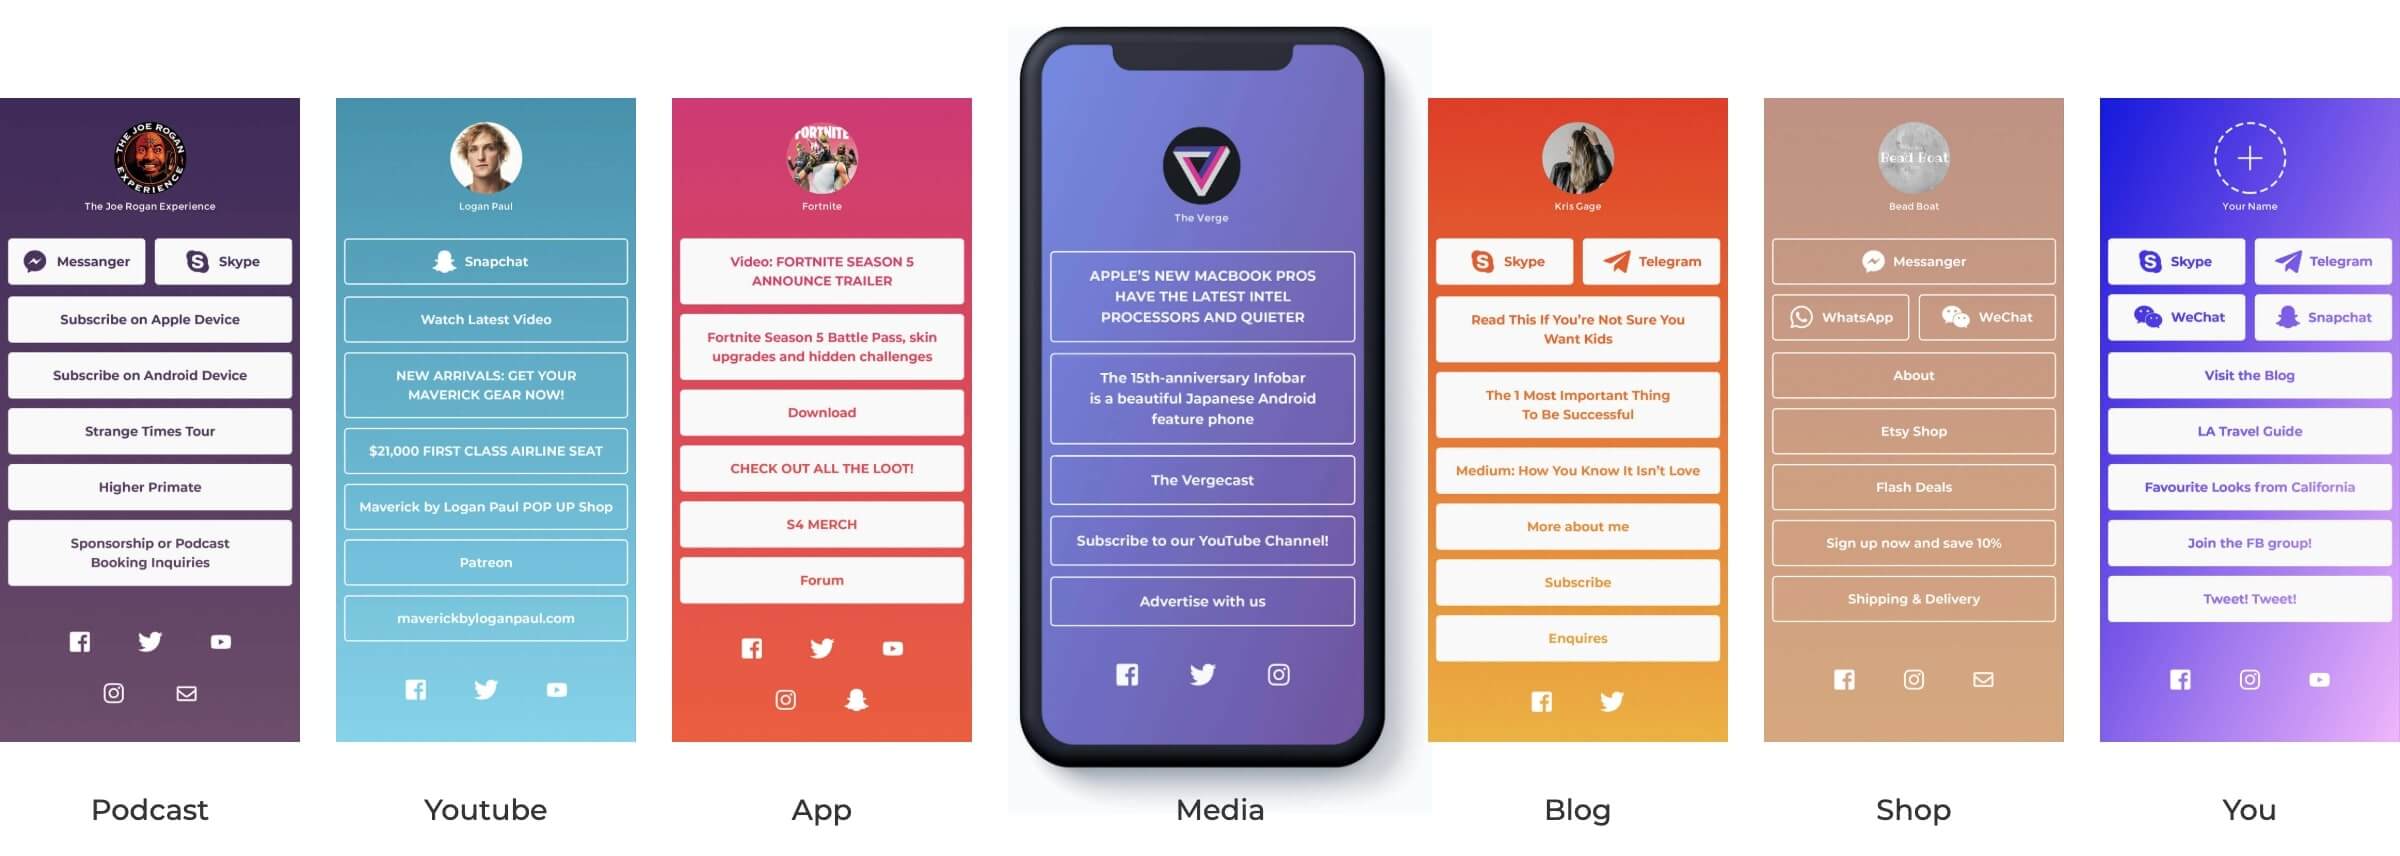 THE JOE ROGAN
EXPERIENCE
The Joe Rogan Experience
Messanger
Skype
Subscribe on Apple Device
Subscribe on Android Device
Strange Times Tour
Higher Primate
Sponsorship or Podcast
Booking Inquiries
Podcast
Logan Paul
Snapchat
Watch Latest Video
NEW ARRIVALS: GET YOUR
MAVERICK GEAR NOW!
$21,000 FIRST CLASS AIRLINE SEAT
Maverick by Logan Paul POP UP Shop
Patreon
maverickbyloganpaul.com
Youtube
FORTNITE
Fortnite
Video: FORTNITE SEASON 5
ANNOUNCE TRAILER
Fortnite Season 5 Battle Pass, skin
upgrades and hidden challenges
Download
CHECK OUT ALL THE LOOT!
S4 MERCH
Forum
App
The Verge
APPLE’S NEW MACBOOK PROS
HAVE THE LATEST INTEL
PROCESSORS AND QUIETER
The 15th-anniversary Infobar
is a beautiful Japanese Android
feature phone
The Vergecast
Subscribe to our YouTube Channel!
Advertise with us
Media
Kris Gage
Skype
Telegram
Read This If You’re Not Sure You
Want Kids
The 1 Most Important Thing
To Be Successful
Medium: How You Know It Isn’t Love
More about me
Subscribe
Enquires
Blog
Bead Boat
Bead Boat
Messanger
WhatsApp
WeChat
About
Etsy Shop
Flash Deals
Sign up now and save 10%
Shipping & Delivery
Shop
Your Name
Skype
Telegram
WeChat
Snapchat
Visit the Blog
LA Travel Guide
Favourite Looks from California
Join the FB group!
Tweet! Tweet!
You